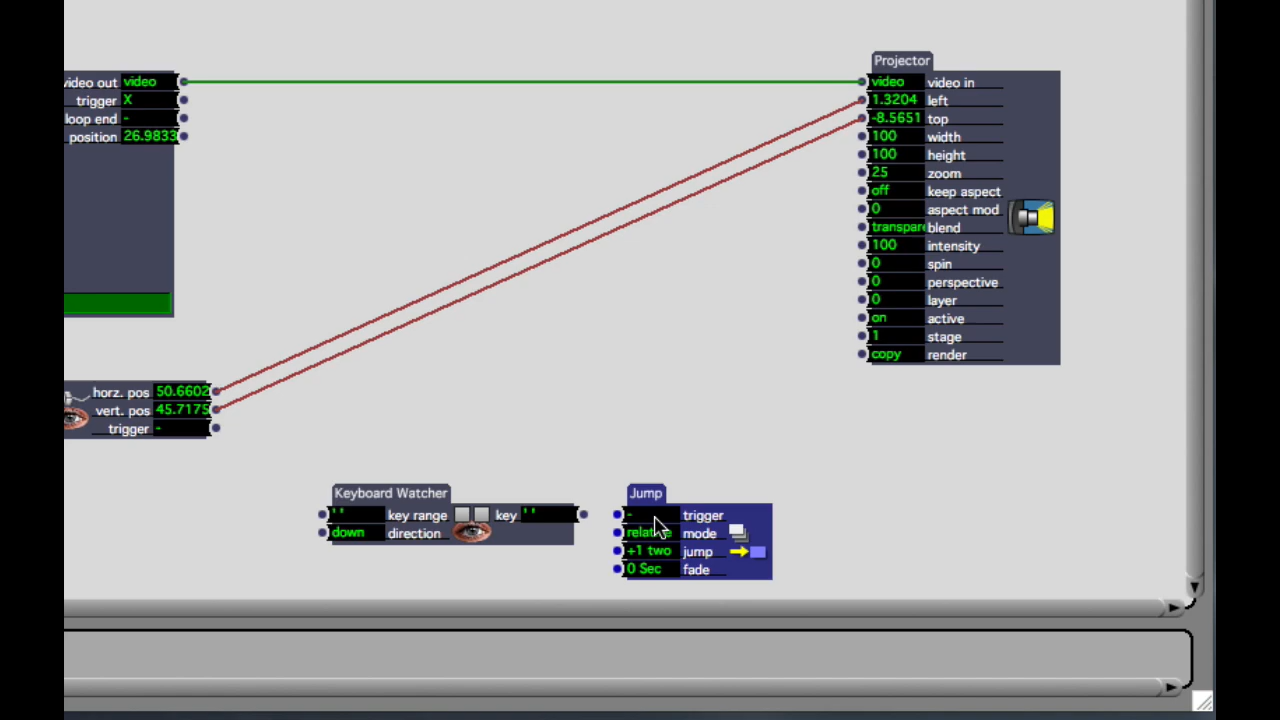 Projector
video out video
video video in
trigger X
1.3204 left
loop end -
-8.5651 top
position 26.9833
100 width
100 height
25 zoom
off keep aspect
0 aspect mod
transpare blend
100 intensity
0 spin
0 perspective
0 layer
on active
1 stage
copy render
horz. pos 50.6602
vert. pos 45.7175
trigger -
Keyboard Watcher
Jump
' ' key range key ' '
- trigger
down direction
mode
+1 two jump
0 Sec fade